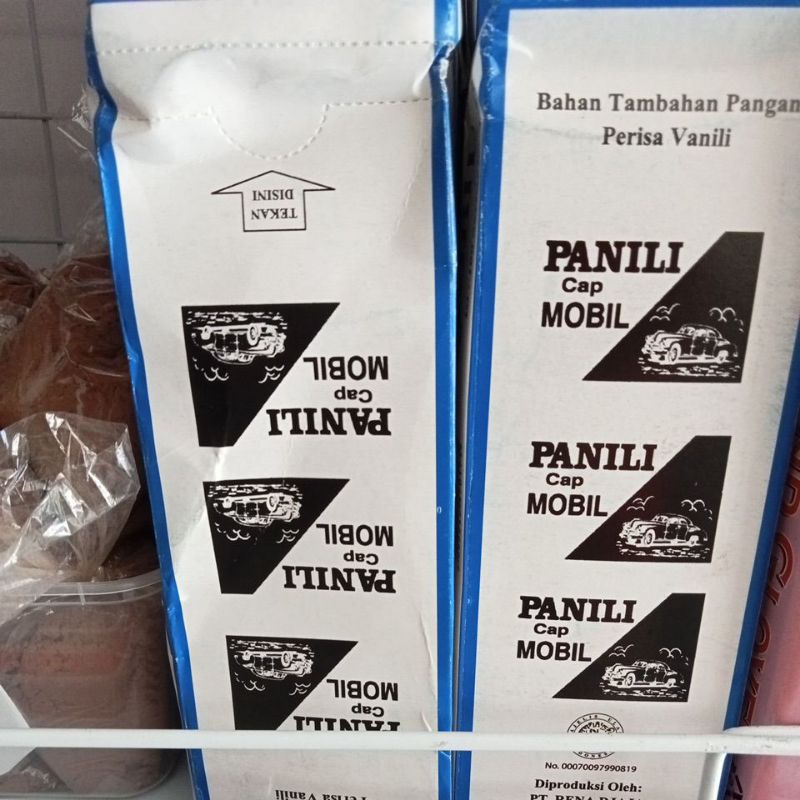 TEKAN
DISINI
PANILI
Cap
MOBIL
PANILI
Cap
MOBIL
PANILI
Cap
MOBIL
Perisa Vanili
Bahan Tambahan Pangan
Perisa Vanili
PANILI
Cap
MOBIL
PANILI
Cap
MOBIL
PANILI
Cap
MOBIL
No. 00070097990819
Diproduksi Oleh: